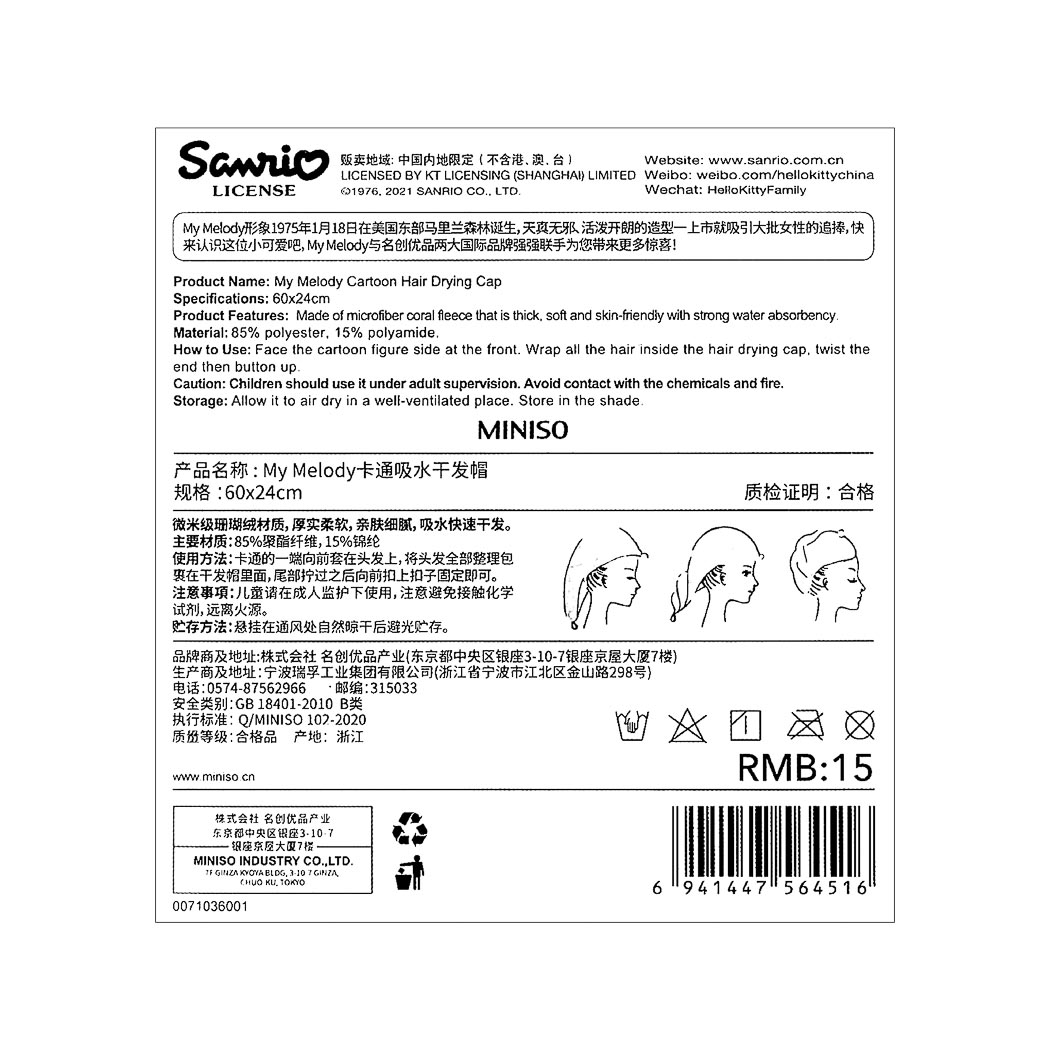 Sanrio
LICENSE
贩卖地域: 中国内地限定 ( 不含港、澳、台 )
LICENSED BY KT LICENSING (SHANGHAI) LIMITED
©1976, 2021 SANRIO CO., LTD.
Website: www.sanrio.com.cn
Weibo: weibo.com/hellokittychina
Wechat: HelloKittyFamily
My Melody形象1975年1月18日在美国东部马里兰森林诞生, 天真无邪、活泼开朗的造型一上市就吸引大批女性的追捧, 快
来认识这位小可爱吧, My Melody与名创优品两大国际品牌强强联手为您带来更多惊喜!
Product Name: My Melody Cartoon Hair Drying Cap
Specifications: 60x24cm
Product Features: Made of microfiber coral fleece that is thick, soft and skin-friendly with strong water absorbency.
Material: 85% polyester, 15% polyamide.
How to Use: Face the cartoon figure side at the front. Wrap all the hair inside the hair drying cap, twist the
end then button up.
Caution: Children should use it under adult supervision. Avoid contact with the chemicals and fire.
Storage: Allow it to air dry in a well-ventilated place. Store in the shade.
MINISO
产品名称 : My Melody卡通吸水干发帽
规格 :60x24cm
质检证明 : 合格
微米级珊瑚绒材质, 厚实柔软, 亲肤细腻, 吸水快速干发。
主要材质:85%聚酯纤维, 15%锦纶
使用方法:卡通的一端向前套在头发上, 将头发全部整理包
裹在干发帽里面, 尾部拧过之后向前扣上扣子固定即可。
注意事項:儿童请在成人监护下使用, 注意避免接触化学
试剂, 远离火源。
贮存方法:悬挂在通风处自然晾干后避光贮存。
品牌商及地址:株式会社 名创优品产业(东京都中央区银座3-10-7银座京屋大厦7楼)
生产商及地址:宁波瑞孚工业集团有限公司(浙江省宁波市江北区金山路298号)
电话:0574-87562966 ·邮编:315033
安全类别:GB 18401-2010 B类
执行标准: Q/MINISO 102-2020
质量等级:合格品 产地: 浙江
RMB:15
www.miniso.cn
株式会社 名创优品产业
东京都中央区银座3-10-7
银座京屋大厦7楼
MINISO INDUSTRY CO.,LTD.
7F GINZA KYOYA BLDG, 3-10-7 GINZA,
CHUO-KU, TOKYO
6 941447 564516
0071036001